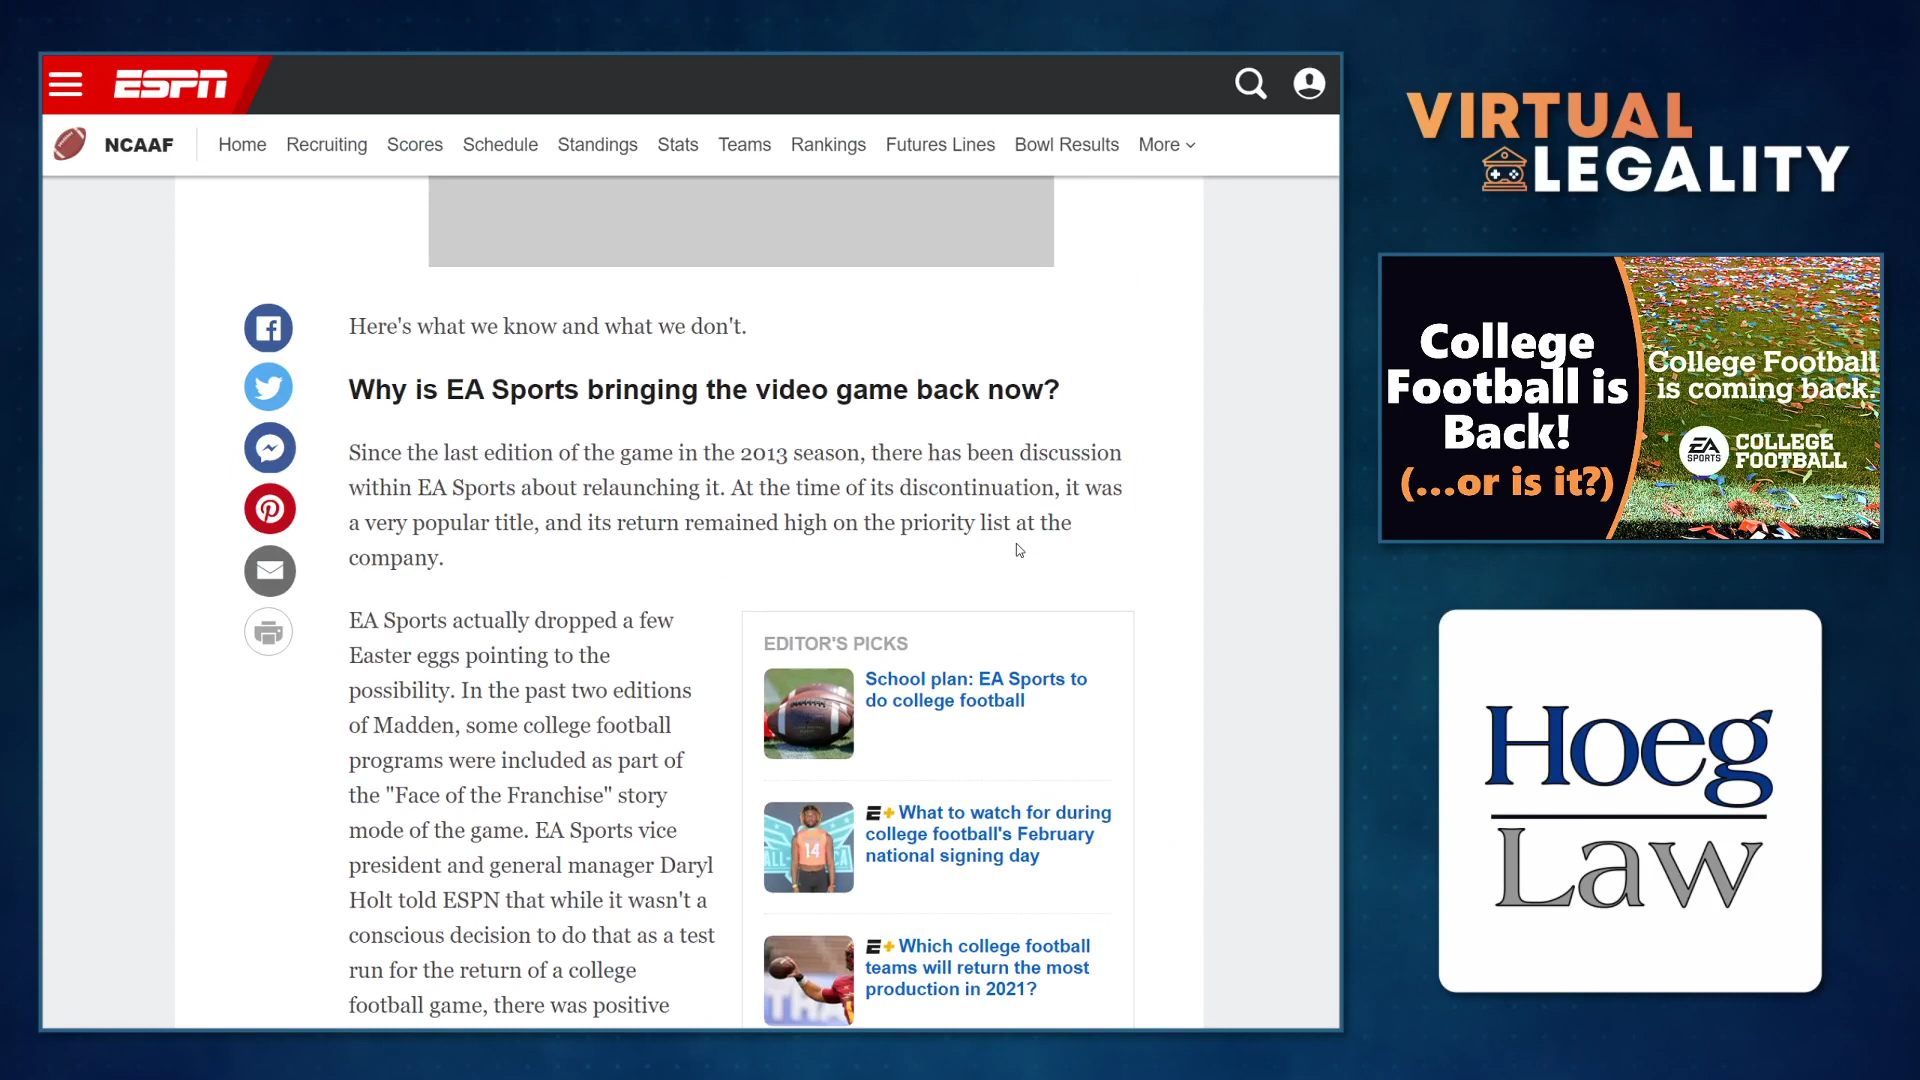 ESPN
NCAAF Home Recruiting Scores Schedule Standings Stats Teams Rankings Futures Lines Bowl Results More
Here's what we know and what we don't.
Why is EA Sports bringing the video game back now?
Since the last edition of the game in the 2013 season, there has been discussion
within EA Sports about relaunching it. At the time of its discontinuation, it was
a very popular title, and its return remained high on the priority list at the
company.
EA Sports actually dropped a few
Easter eggs pointing to the
possibility. In the past two editions
of Madden, some college football
programs were included as part of
the "Face of the Franchise" story
mode of the game. EA Sports vice
president and general manager Daryl
Holt told ESPN that while it wasn't a
conscious decision to do that as a test
run for the return of a college
football game, there was positive
EDITOR'S PICKS
School plan: EA Sports to
do college football
E+ What to watch for during
college football's February
national signing day
14
E+ Which college football
teams will return the most
production in 2021?
VIRTUAL
LEGALITY
College
Football is
Back!
(...or is it?)
College Football
is coming back.
EA
SPORTS
COLLEGE
FOOTBALL
Hoeg
Law